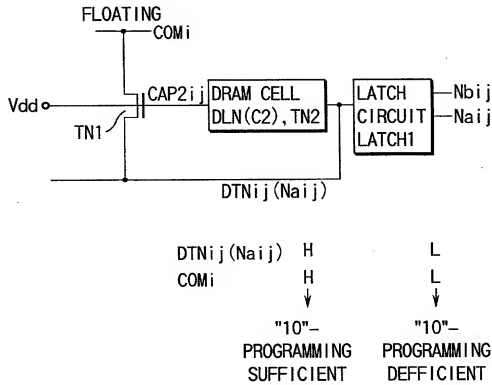 FLOATING
COMi
Vdd
TN1
CAP2ij
DRAM CELL
DLN(C2), TN2
LATCH
CIRCUIT
LATCH1
Nbij
Naij
DTNij(Naij)
DTNij(Naij) H L
COMi H L
"10"- "10"-
PROGRAMMING PROGRAMMING
SUFFICIENT DEFFICIENT